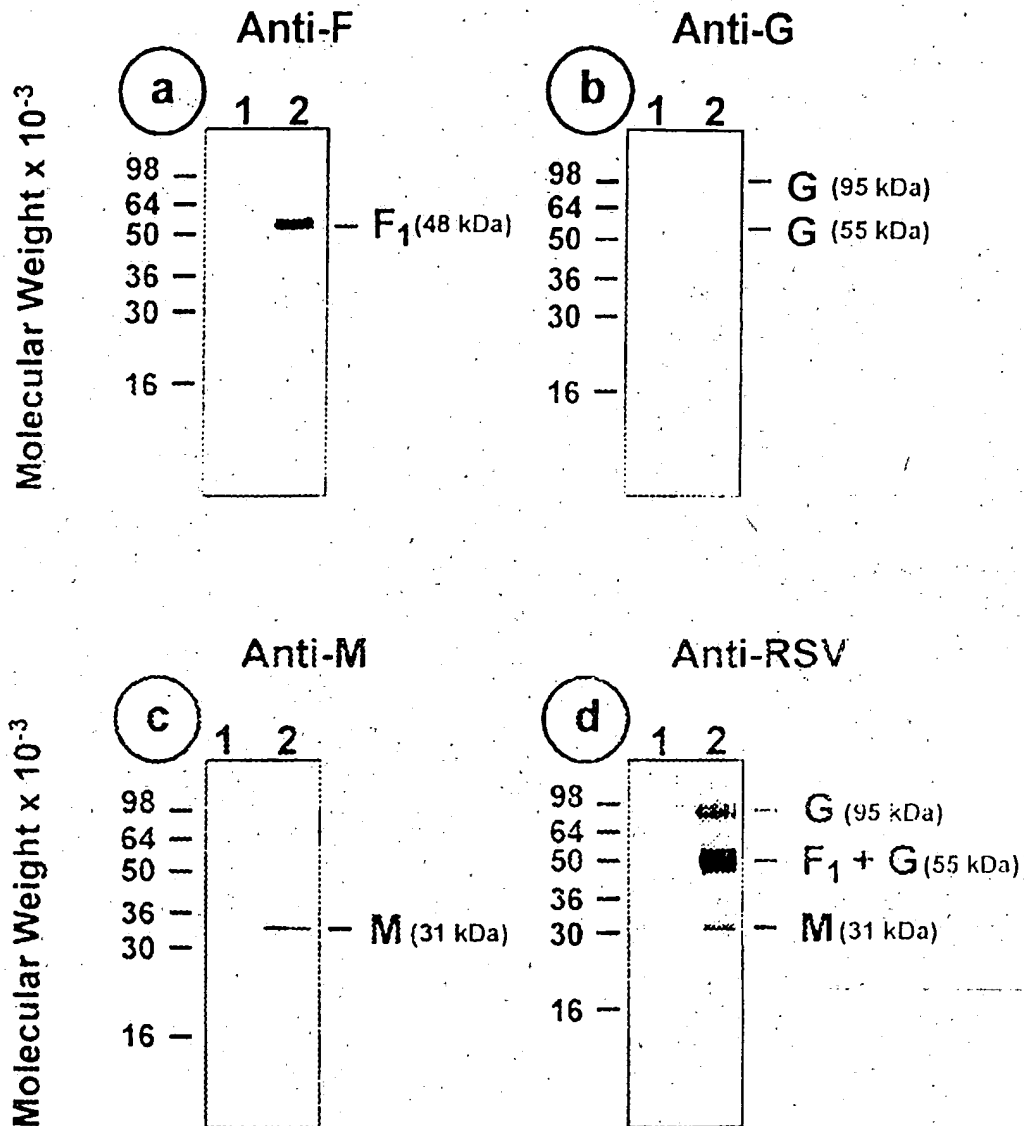 Anti-F
Molecular Weight x 10-3
a
1 2
98
64
50
36
30
16
F1 (48 kDa)
Anti-G
b
1 2
98
64
50
36
30
16
G (95 kDa)
G (55 kDa)
Anti-M
Molecular Weight x 10-3
c
1 2
98
64
50
36
30
16
M (31 kDa)
Anti-RSV
d
1 2
98
64
50
36
30
16
G (95 kDa)
F1 + G (55 kDa)
M (31 kDa)